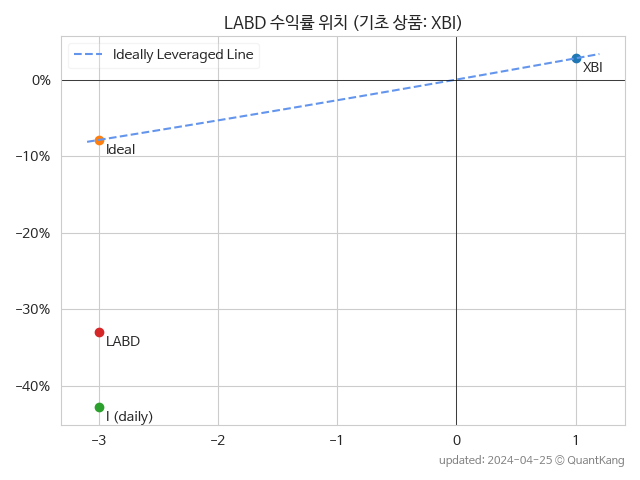 LABD 수익률 위치 (기초 상품: XBI)
Ideally Leveraged Line
0%
−10%
−20%
−30%
−40%
XBI
Ideal
LABD
I (daily)
−3
−2
−1
0
1
updated: 2024-04-25 © QuantKang